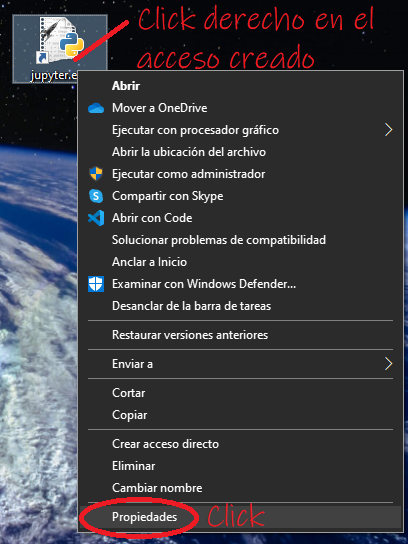 Click derecho en el
acceso creado
jupyter.e
Abrir
Mover a OneDrive
Ejecutar con procesador gráfico
Abrir la ubicación del archivo
Ejecutar como administrador
Compartir con Skype
Abrir con Code
Solucionar problemas de compatibilidad
Anclar a Inicio
Examinar con Windows Defender...
Desanclar de la barra de tareas
Restaurar versiones anteriores
Enviar a
Cortar
Copiar
Crear acceso directo
Eliminar
Cambiar nombre
Propiedades Click